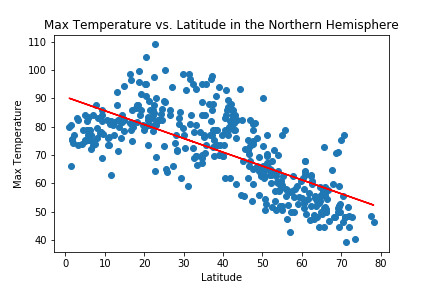 Max Temperature vs. Latitude in the Northern Hemisphere
Max Temperature
110
100
90
80
70
60
50
40
0 10 20 30 40 50 60 70 80
Latitude